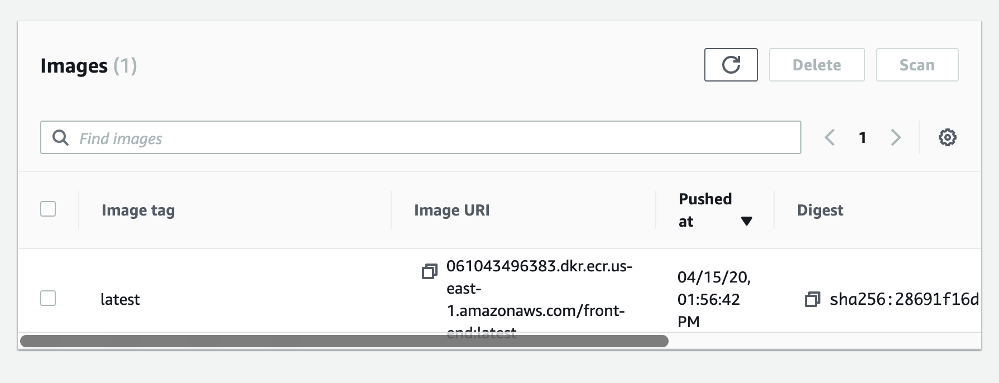 Images (1)
Delete
Scan
Find images
1
Image tag
Image URI
Pushed
at
Digest
latest
061043496383.dkr.ecr.us-
east-
1.amazonaws.com/front-
end:latest
04/15/20,
01:56:42
PM
sha256:28691f16d